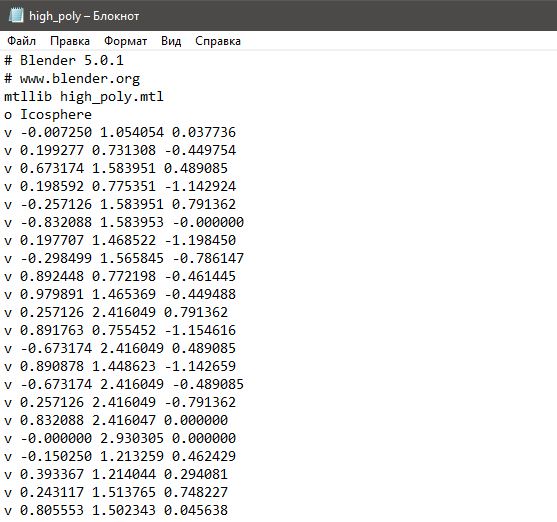 high_poly – Блокнот
Файл Правка Формат Вид Справка
# Blender 5.0.1
# www.blender.org
mtllib high_poly.mtl
o Icosphere
v -0.007250 1.054054 0.037736
v 0.199277 0.731308 -0.449754
v 0.673174 1.583951 0.489085
v 0.198592 0.775351 -1.142924
v -0.257126 1.583951 0.791362
v -0.832088 1.583953 -0.000000
v 0.197707 1.468522 -1.198450
v -0.298499 1.565845 -0.786147
v 0.892448 0.772198 -0.461445
v 0.979891 1.465369 -0.449488
v 0.257126 2.416049 0.791362
v 0.891763 0.755452 -1.154616
v -0.673174 2.416049 0.489085
v 0.890878 1.448623 -1.142659
v -0.673174 2.416049 -0.489085
v 0.257126 2.416049 -0.791362
v 0.832088 2.416047 0.000000
v -0.000000 2.930305 0.000000
v -0.150250 1.213259 0.462429
v 0.393367 1.214044 0.294081
v 0.243117 1.513765 0.748227
v 0.805553 1.502343 0.045638